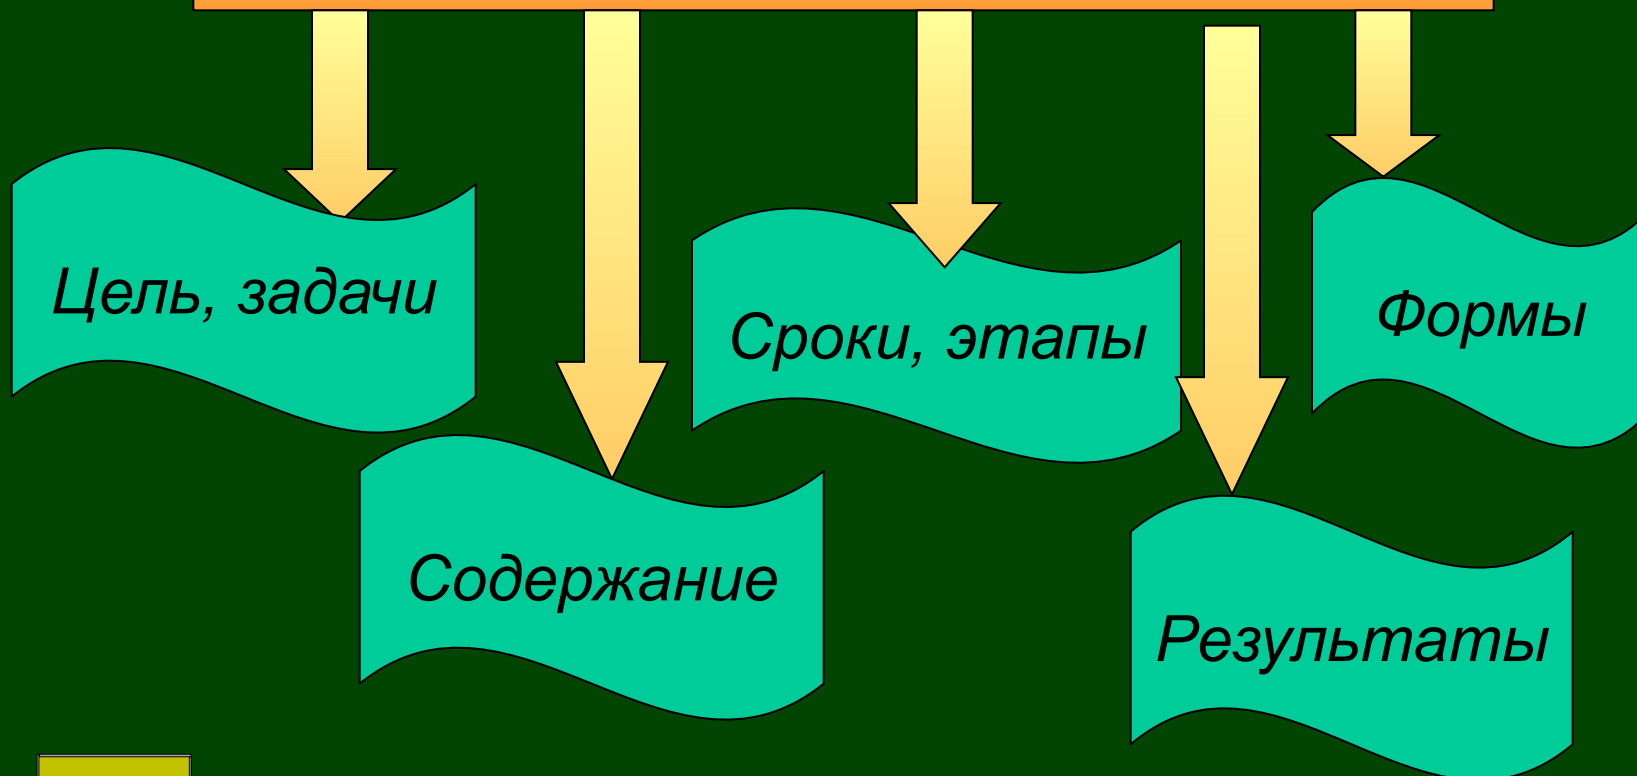 Цель, задачи
Сроки, этапы
Формы
Содержание
Результаты